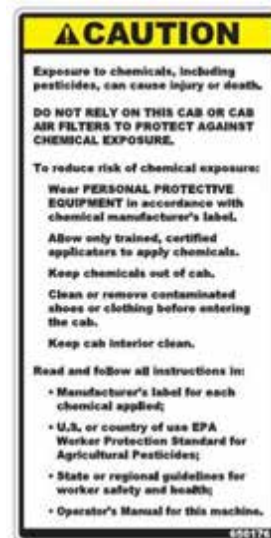 ⚠CAUTION
Exposure to chemicals, including
pesticides, can cause injury or death.
DO NOT RELY ON THIS CAB OR CAB
AIR FILTERS TO PROTECT AGAINST
CHEMICAL EXPOSURE.
To reduce risk of chemical exposure:
Wear PERSONAL PROTECTIVE
EQUIPMENT in accordance with
chemical manufacturer's label.
Allow only trained, certified
applicators to apply chemicals.
Keep chemicals out of cab.
Clean or remove contaminated
shoes or clothing before entering
the cab.
Keep cab interior clean.
Read and follow all instructions in:
• Manufacturer's label for each
chemical applied;
• U.S. or country of use EPA
Worker Protection Standard for
Agricultural Pesticides;
• State or regional guidelines for
worker safety and health;
• Operator's Manual for this machine.